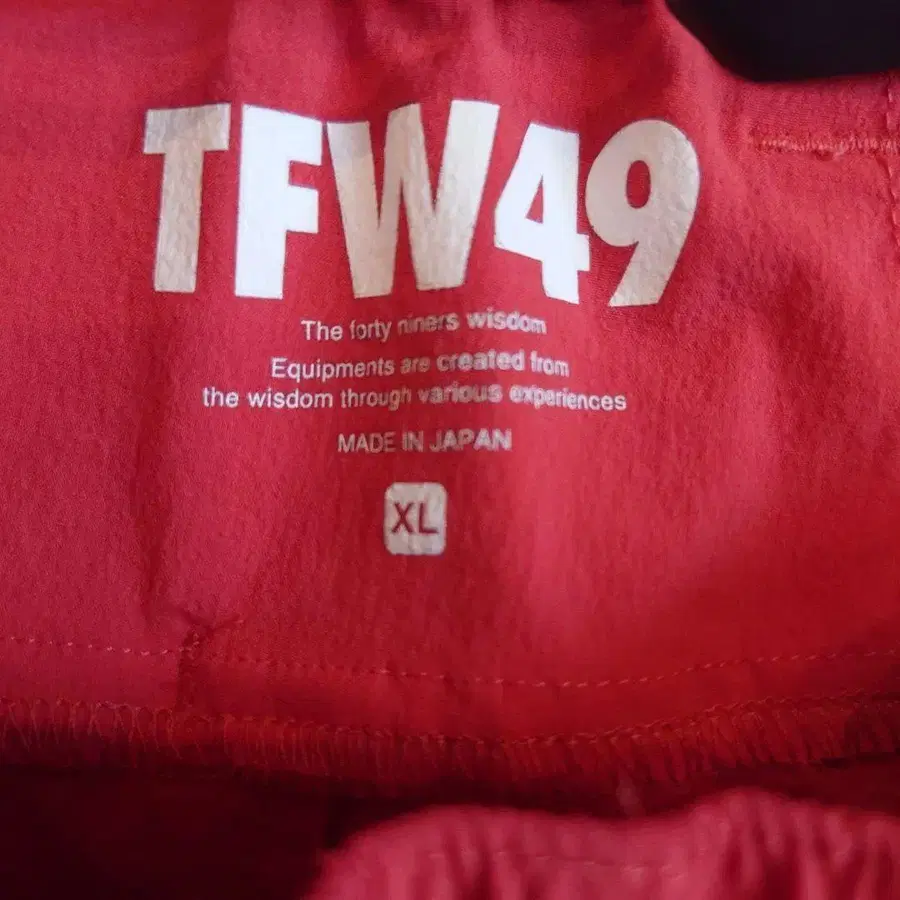 TFW49
The forty niners wisdom
Equipments are created from
the wisdom through various experiences
MADE IN JAPAN
XL